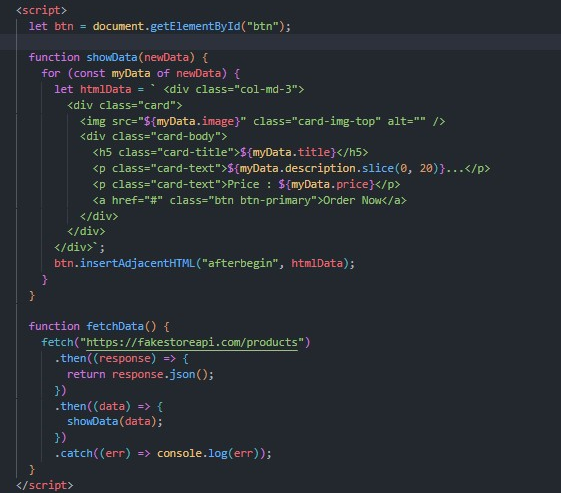 <script>
let btn = document.getElementById("btn");
function showData(newData) {
for (const myData of newData) {
let htmlData = ` <div class="col-md-3">
<div class="card">
<img src="${myData.image}" class="card-img-top" alt="" />
<div class="card-body">
<h5 class="card-title">${myData.title}</h5>
<p class="card-text">${myData.description.slice(0, 20)}...</p>
<p class="card-text">Price : ${myData.price}</p>
<a href="#" class="btn btn-primary">Order Now</a>
</div>
</div>
</div>`;
btn.insertAdjacentHTML("afterbegin", htmlData);
}
}
function fetchData() {
fetch("https://fakestoreapi.com/products")
.then((response) => {
return response.json();
})
.then((data) => {
showData(data);
})
.catch((err) => console.log(err));
}
</script>